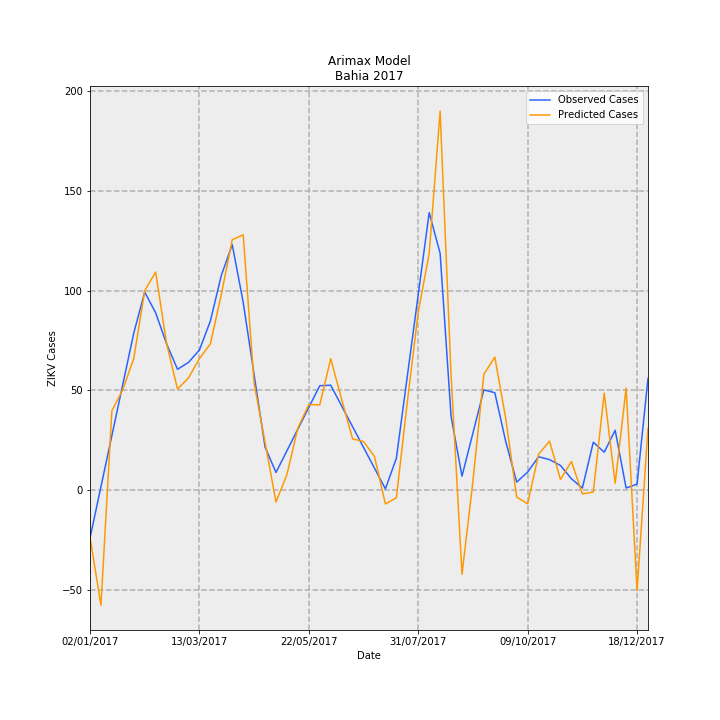 Arimax Model
Bahia 2017
Observed Cases
Predicted Cases
200
150
100
50
0
−50
ZIKV Cases
02/01/2017 13/03/2017 22/05/2017 31/07/2017 09/10/2017 18/12/2017
Date